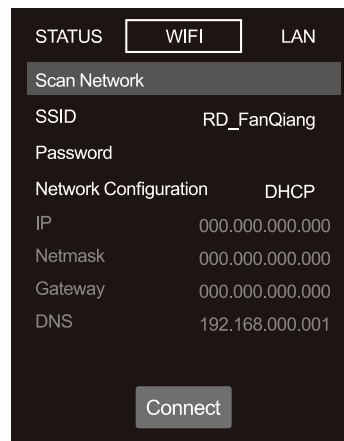 STATUS WIFI LAN
Scan Network
SSID RD_FanQiang
Password
Network Configuration DHCP
IP 000.000.000.000
Netmask 000.000.000.000
Gateway 000.000.000.000
DNS 192.168.000.001
Connect